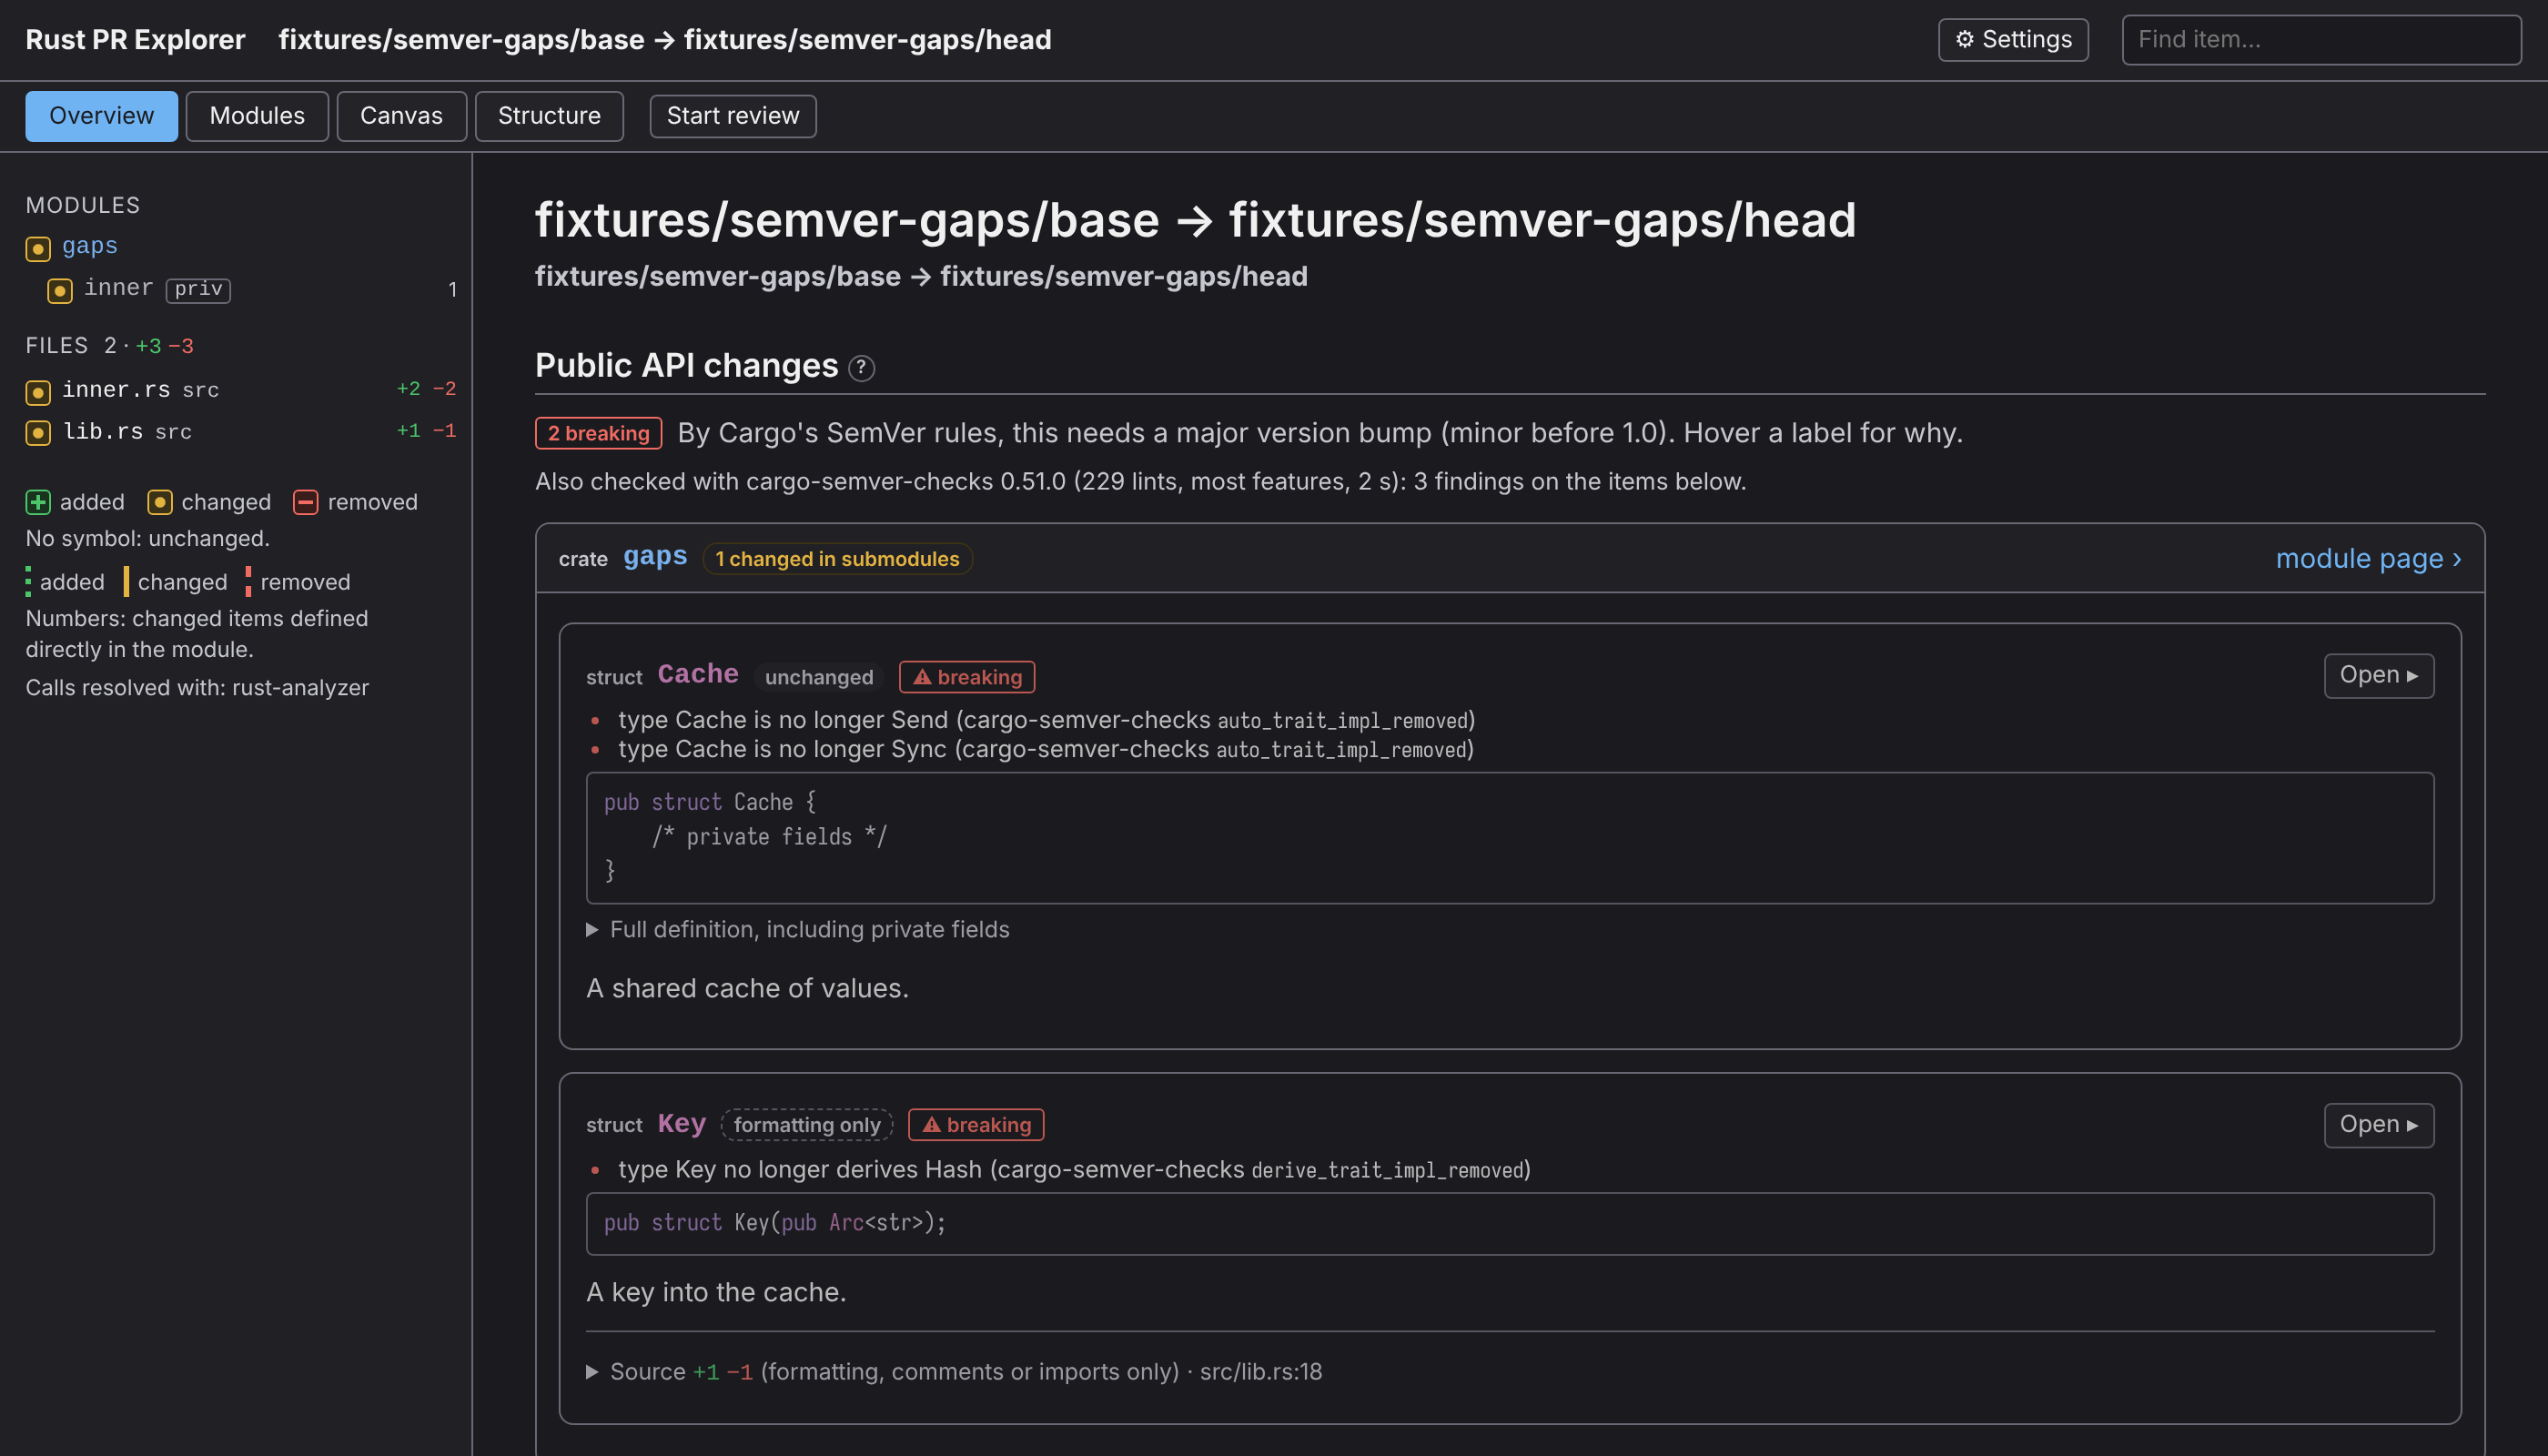 Rust PR Explorer fixtures/semver-gaps/base → fixtures/semver-gaps/head
⚙ Settings
Find item...
Overview Modules Canvas Structure Start review
MODULES
gaps
inner priv 1
FILES 2 · +3 −3
inner.rs src +2 −2
lib.rs src +1 −1
added changed removed
No symbol: unchanged.
added changed removed
Numbers: changed items defined
directly in the module.
Calls resolved with: rust-analyzer
fixtures/semver-gaps/base → fixtures/semver-gaps/head
fixtures/semver-gaps/base → fixtures/semver-gaps/head
Public API changes ?
2 breaking By Cargo's SemVer rules, this needs a major version bump (minor before 1.0). Hover a label for why.
Also checked with cargo-semver-checks 0.51.0 (229 lints, most features, 2 s): 3 findings on the items below.
crate gaps 1 changed in submodules module page ›
struct Cache unchanged ⚠ breaking Open ▸
• type Cache is no longer Send (cargo-semver-checks auto_trait_impl_removed)
• type Cache is no longer Sync (cargo-semver-checks auto_trait_impl_removed)
pub struct Cache {
/* private fields */
}
▶ Full definition, including private fields
A shared cache of values.
struct Key formatting only ⚠ breaking Open ▸
• type Key no longer derives Hash (cargo-semver-checks derive_trait_impl_removed)
pub struct Key(pub Arc<str>);
A key into the cache.
▶ Source +1 −1 (formatting, comments or imports only) · src/lib.rs:18